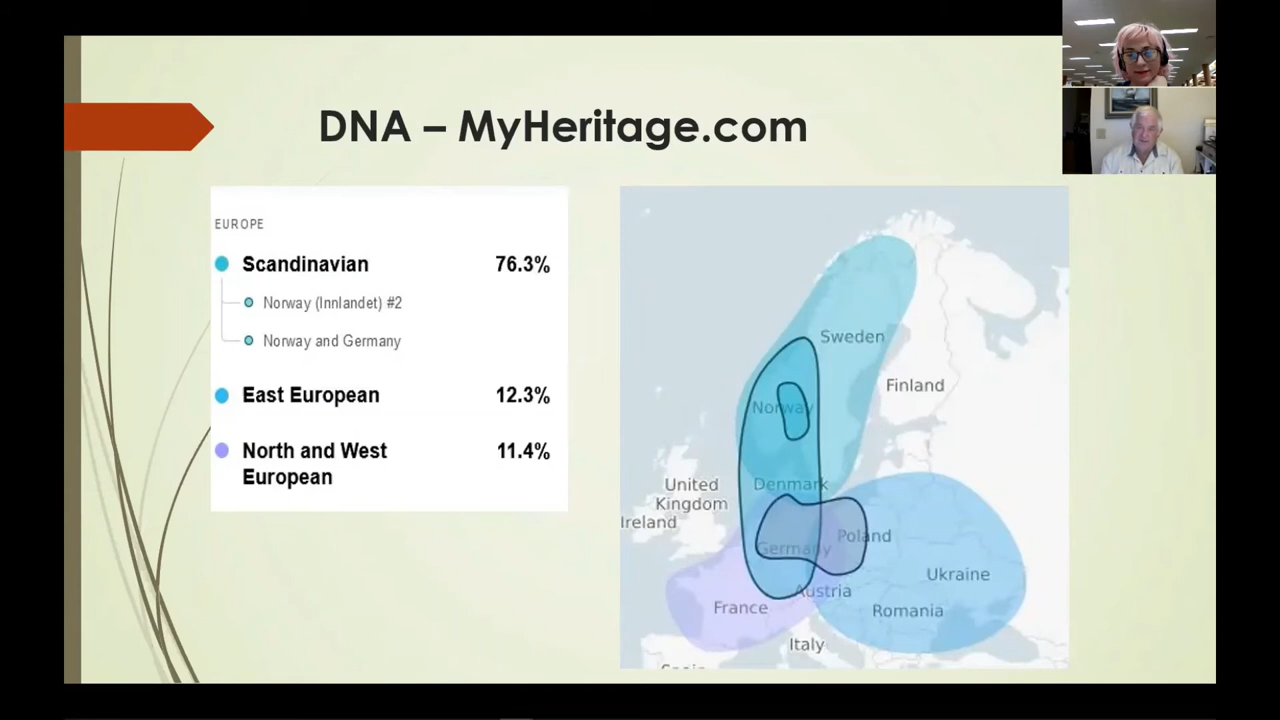 DNA – MyHeritage.com
EUROPE
Scandinavian 76.3%
Norway (Innlandet) #2
Norway and Germany
East European 12.3%
North and West 11.4%
European
Sweden
Finland
Norway
United
Kingdom
Denmark
Ireland
Poland
Germany
Ukraine
Austria
France
Romania
Italy